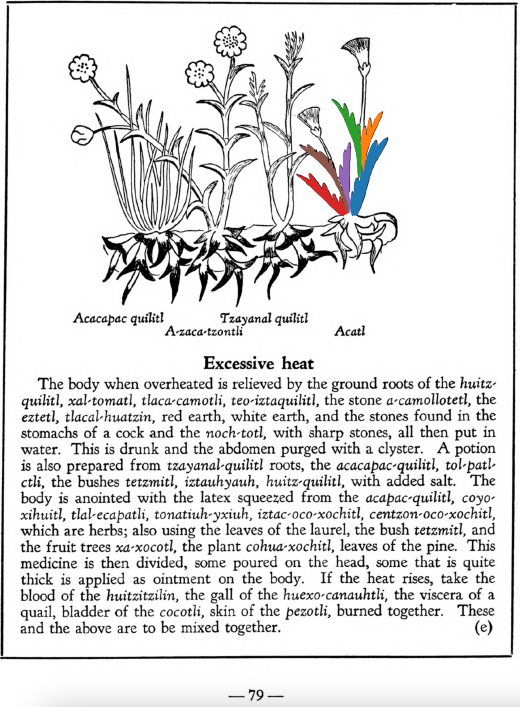 Acacapac quilitl Tzayanal quilitl
A-zaca-tzontli Acatl
Excessive heat
The body when overheated is relieved by the ground roots of the huitz-
quilitl, xal-tomatl, tlaca-camotli, teo-iztaquilitl, the stone a-camollotetl, the
eztetl, tlacal-huatzin, red earth, white earth, and the stones found in the
stomachs of a cock and the noch-totl, with sharp stones, all then put in
water. This is drunk and the abdomen purged with a clyster. A potion
is also prepared from tzayanal-quilitl roots, the acacapac-quilitl, tol-patl-
ctli, the bushes tetzmitl, iztauhyauh, huitz-quilitl, with added salt. The
body is anointed with the latex squeezed from the acapac-quilitl, coyo-
xihuitl, tlal-ecapatli, tonatiuh-yxiuh, iztac-oco-xochitl, centzon-oco-xochitl,
which are herbs; also using the leaves of the laurel, the bush tetzmitl, and
the fruit trees xa-xocotl, the plant cohua-xochitl, leaves of the pine. This
medicine is then divided, some poured on the head, some that is quite
thick is applied as ointment on the body. If the heat rises, take the
blood of the huitzitzilin, the gall of the huexo-canauhtli, the viscera of a
quail, bladder of the cocotli, skin of the pezotli, burned together. These
and the above are to be mixed together. (e)
— 79 —